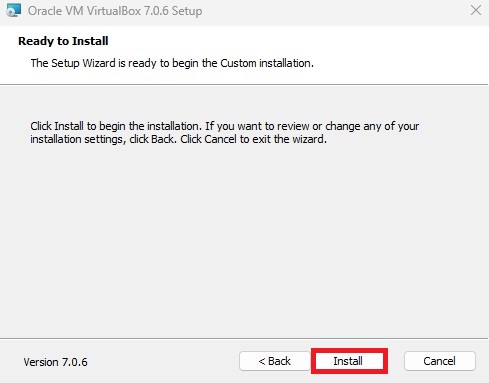 Oracle VM VirtualBox 7.0.6 Setup
Ready to Install
The Setup Wizard is ready to begin the Custom installation.
Click Install to begin the installation. If you want to review or change any of your
installation settings, click Back. Click Cancel to exit the wizard.
Version 7.0.6
< Back
Install
Cancel